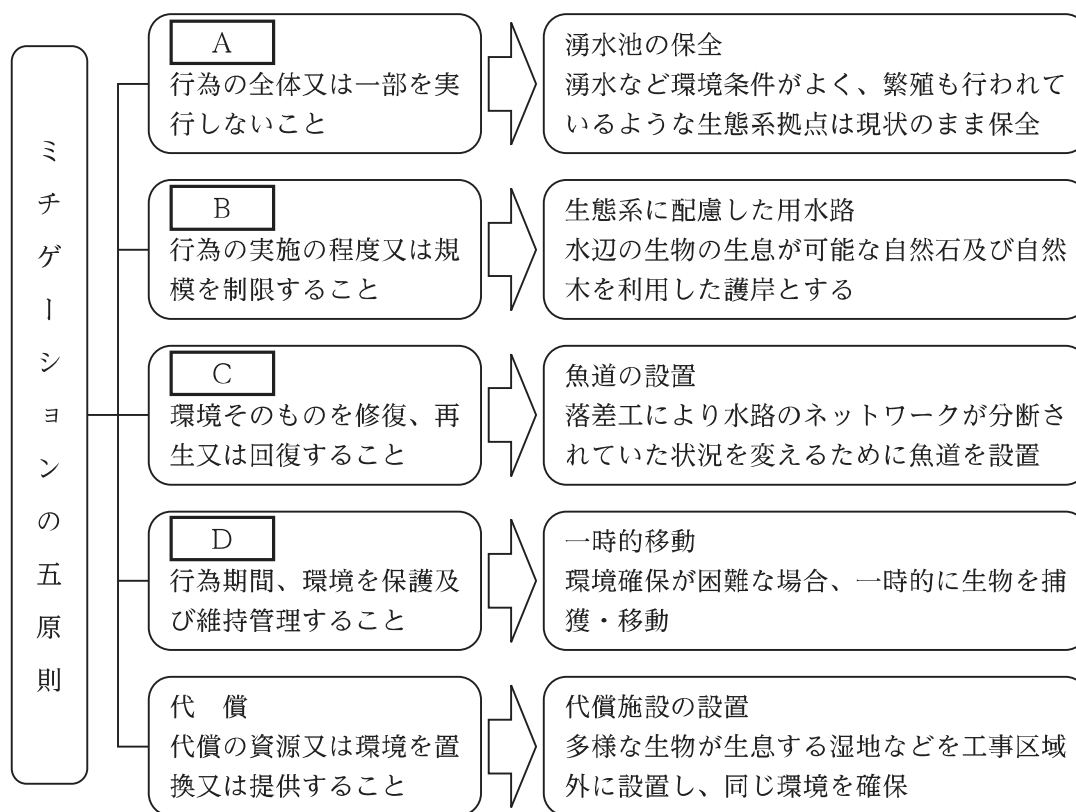 ミチゲーションの五原則
A
行為の全体又は一部を実
行しないこと
湧水池の保全
湧水など環境条件がよく、繁殖も行われて
いるような生態系拠点は現状のまま保全
B
行為の実施の程度又は規
模を制限すること
生態系に配慮した用水路
水辺の生物の生息が可能な自然石及び自然
木を利用した護岸とする
C
環境そのものを修復、再
生又は回復すること
魚道の設置
落差工により水路のネットワークが分断さ
れていた状況を変えるために魚道を設置
D
行為期間、環境を保護及
び維持管理すること
一時的移動
環境確保が困難な場合、一時的に生物を捕
獲・移動
代　償
代償の資源又は環境を置
換又は提供すること
代償施設の設置
多様な生物が生息する湿地などを工事区域
外に設置し、同じ環境を確保